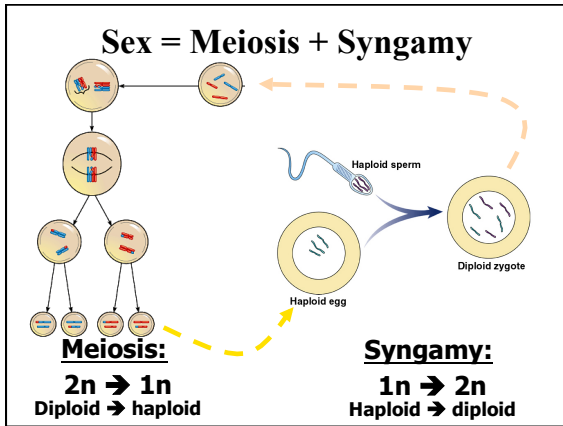 Sex = Meiosis + Syngamy
Haploid sperm
Diploid zygote
Haploid egg
Meiosis:
2n → 1n
Diploid → haploid
Syngamy:
1n → 2n
Haploid → diploid